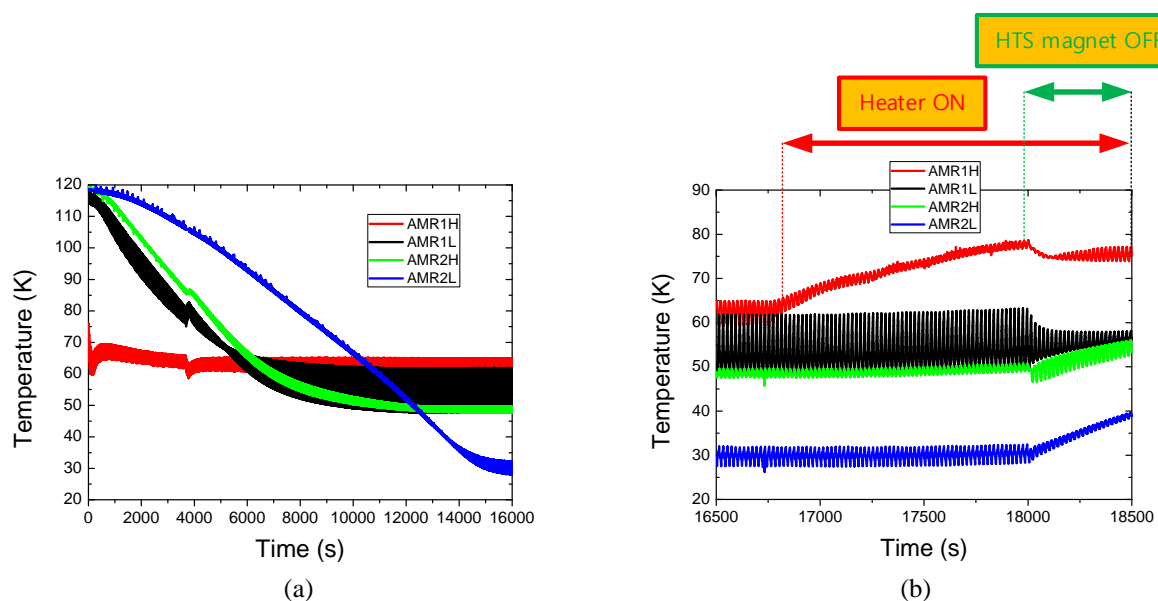 HTS magnet OFF
Heater ON
120
110
100
90
80
70
60
50
40
30
20
Temperature (K)
AMR1H
AMR1L
AMR2H
AMR2L
0
2000
4000
6000
8000
10000
12000
14000
16000
Time (s)
(a)
90
80
70
60
50
40
30
20
Temperature (K)
AMR1H
AMR1L
AMR2H
AMR2L
16500
17000
17500
18000
18500
Time (s)
(b)